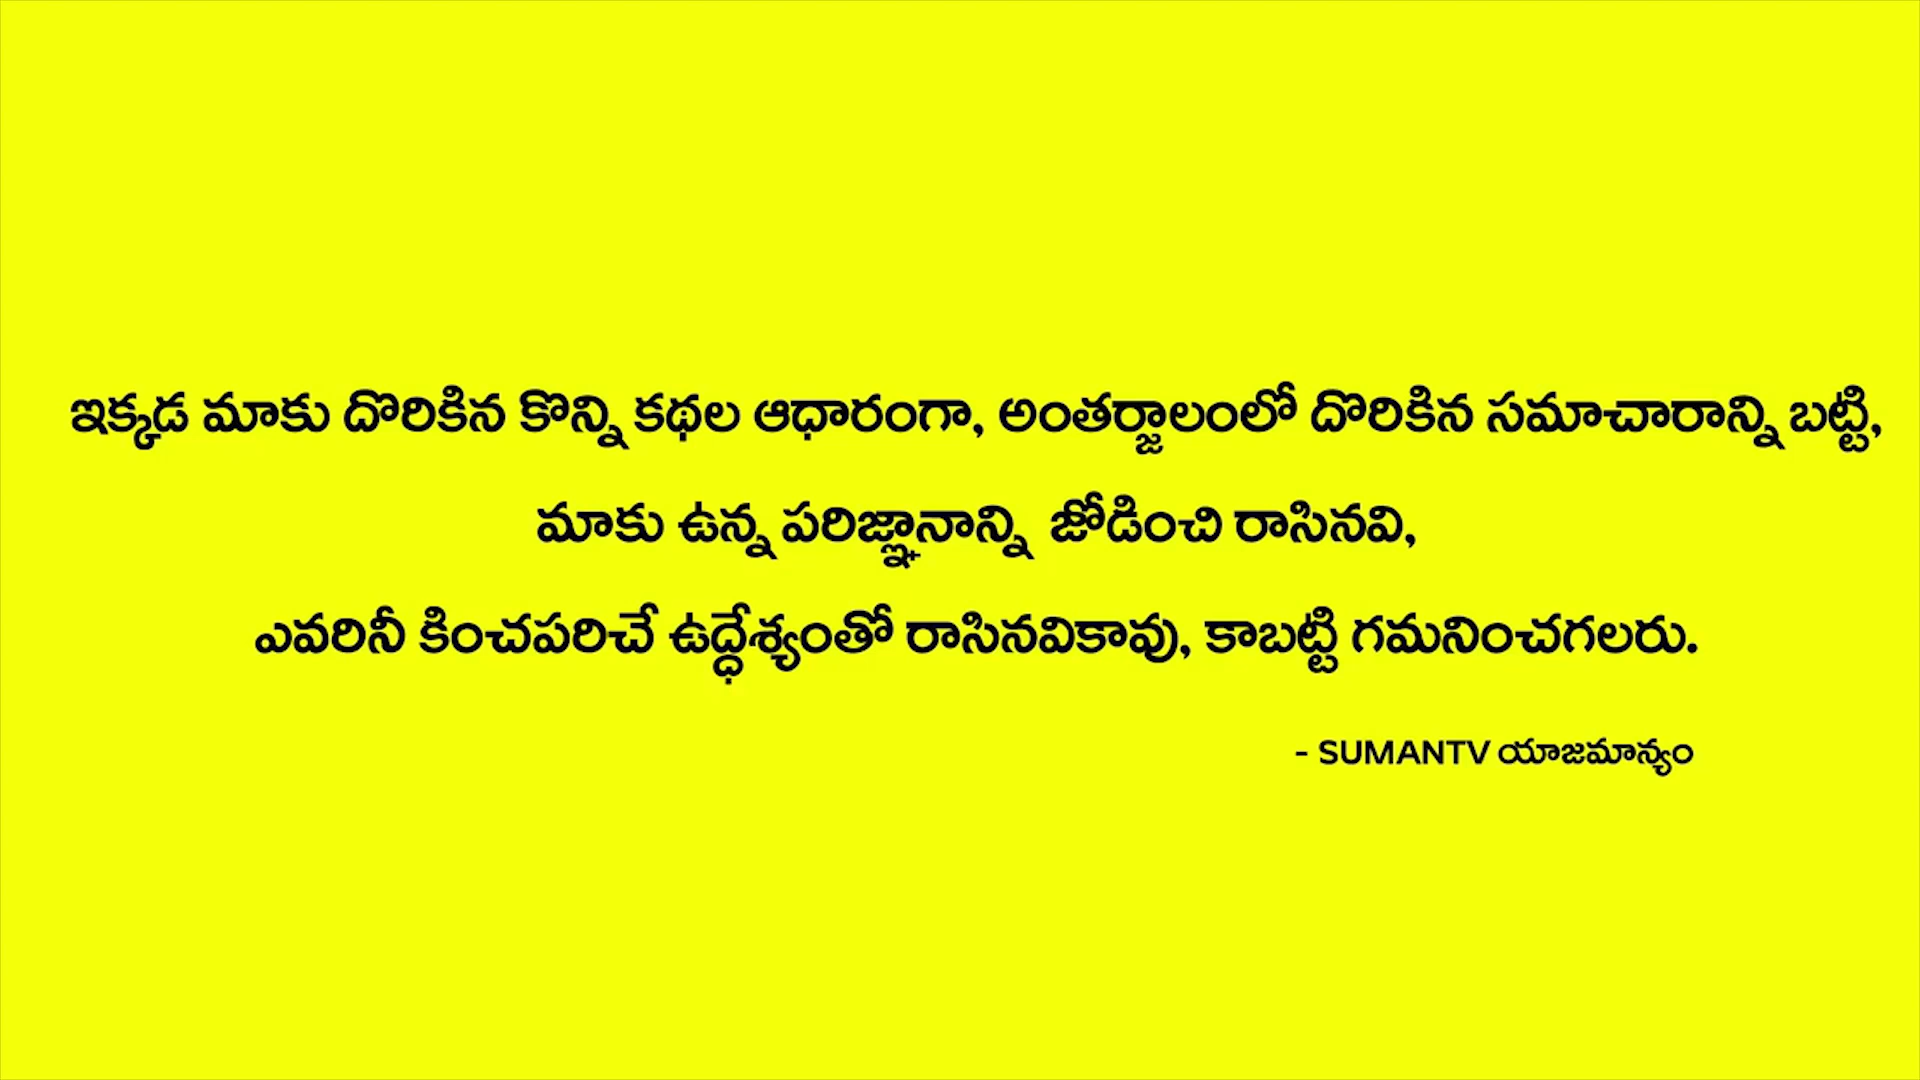 ఇక్కడ మాకు దొరికిన కొన్ని కథల ఆధారంగా, అంతర్జాలంలో దొరికిన సమాచారాన్ని బట్టి,
మాకు ఉన్న పరిజ్ఞానాన్ని జోడించి రాసినవి,
ఎవరినీ కించపరిచే ఉద్ధేశ్యంతో రాసినవికావు, కాబట్టి గమనించగలరు.
- SUMANTV యాజమాన్యం